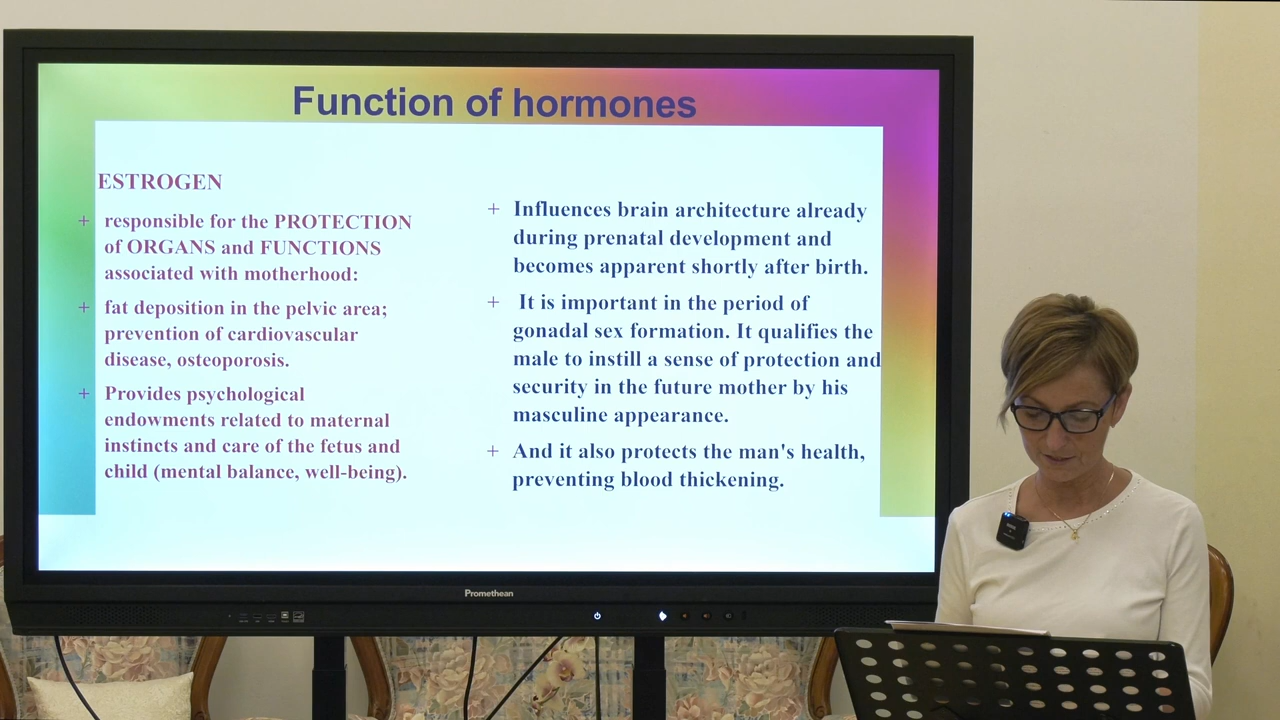 Function of hormones
ESTROGEN
+ responsible for the PROTECTION
of ORGANS and FUNCTIONS
associated with motherhood:
+ fat deposition in the pelvic area;
prevention of cardiovascular
disease, osteoporosis.
+ Provides psychological
endowments related to maternal
instincts and care of the fetus and
child (mental balance, well-being).
+ Influences brain architecture already
during prenatal development and
becomes apparent shortly after birth.
+ It is important in the period of
gonadal sex formation. It qualifies the
male to instill a sense of protection and
security in the future mother by his
masculine appearance.
+ And it also protects the man's health,
preventing blood thickening.
Promethean